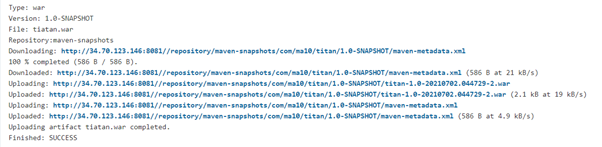 Type: war
Version: 1.0-SNAPSHOT
File: tiatan.war
Repository:maven-snapshots
Downloading: http://34.70.123.146:8081//repository/maven-snapshots/com/ma10/titan/1.0-SNAPSHOT/maven-metadata.xml
100 % completed (586 B / 586 B).
Downloaded: http://34.70.123.146:8081//repository/maven-snapshots/com/ma10/titan/1.0-SNAPSHOT/maven-metadata.xml (586 B at 21 kB/s)
Uploading: http://34.70.123.146:8081//repository/maven-snapshots/com/ma10/titan/1.0-SNAPSHOT/titan-1.0-20210702.044729-2.war
Uploaded: http://34.70.123.146:8081//repository/maven-snapshots/com/ma10/titan/1.0-SNAPSHOT/titan-1.0-20210702.044729-2.war (2.1 kB at 19 kB/s)
Uploading: http://34.70.123.146:8081//repository/maven-snapshots/com/ma10/titan/1.0-SNAPSHOT/maven-metadata.xml
Uploaded: http://34.70.123.146:8081//repository/maven-snapshots/com/ma10/titan/1.0-SNAPSHOT/maven-metadata.xml (586 B at 4.9 kB/s)
Uploading artifact tiatan.war completed.
Finished: SUCCESS